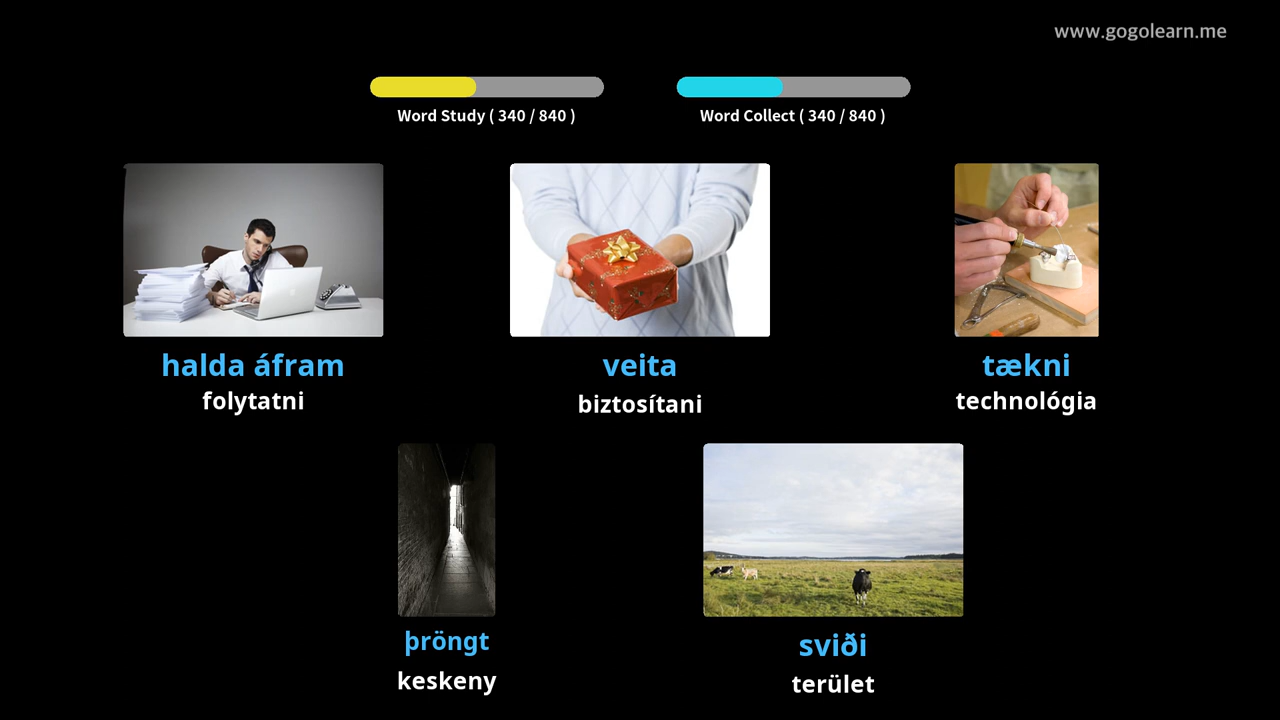 www.gogolearn.me
Word Study ( 340 / 840 )
Word Collect ( 340 / 840 )
halda áfram
folytatni
veita
biztosítani
tækni
technológia
þröngt
keskeny
sviði
terület